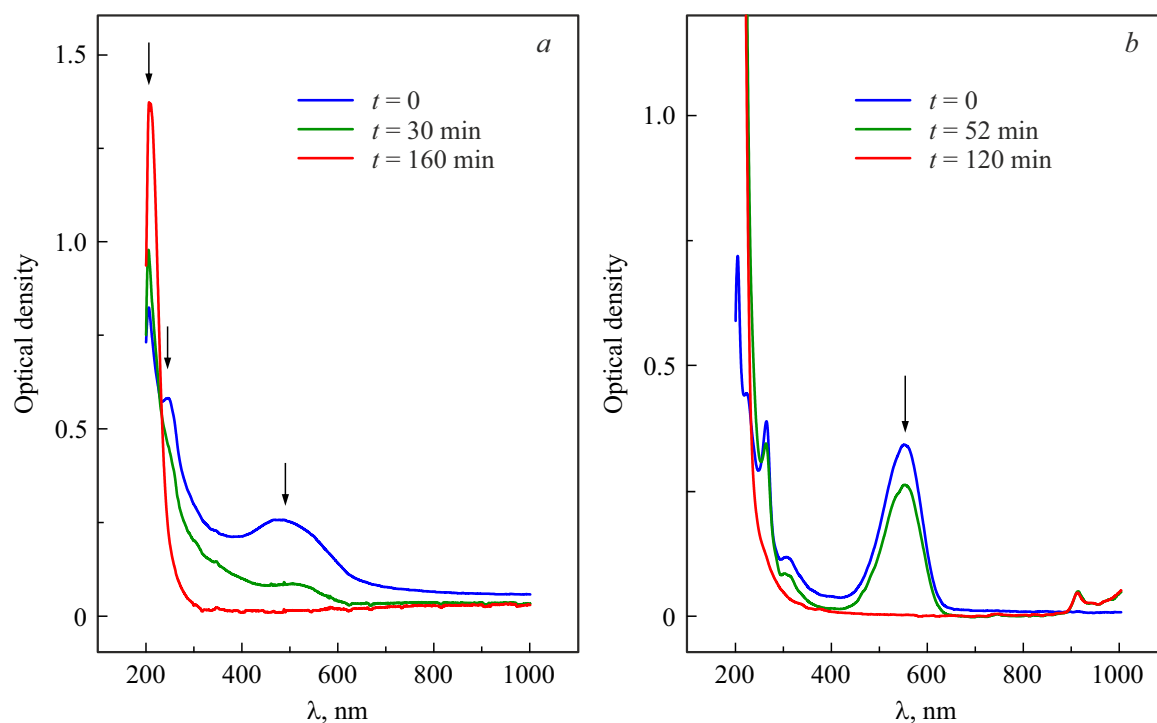 a
t = 0
t = 30 min
t = 160 min
Optical density
1.5
1.0
0.5
0
200 400 600 800 1000
λ, nm
b
t = 0
t = 52 min
t = 120 min
Optical density
1.0
0.5
0
200 400 600 800 1000
λ, nm